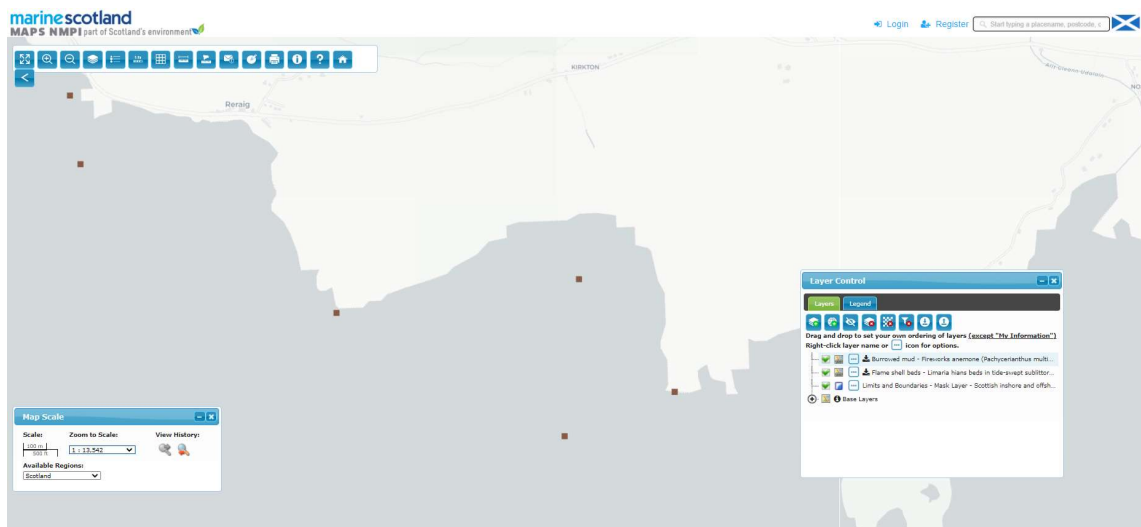 marinescotland
MAPS NMPI part of Scotland's environment
Login
Register
Start typing a placename, postcode, c
Reraig
KIRKTON
NO
Layer Control
Layers
Legend
Drag and drop to set your own ordering of layers (except "My Information")
Right-click layer name or icon for options.
Burrowed mud - Fireworks anemone (Pachycerianthus multi...
Flame shell beds - Limaria hians beds in tide-swept sublittor...
Limits and Boundaries - Mask Layer - Scottish inshore and offsh...
Base Layers
Map Scale
Scale:
Zoom to Scale:
View History:
100 m
500 ft
1 : 13,542
Available Regions:
Scotland